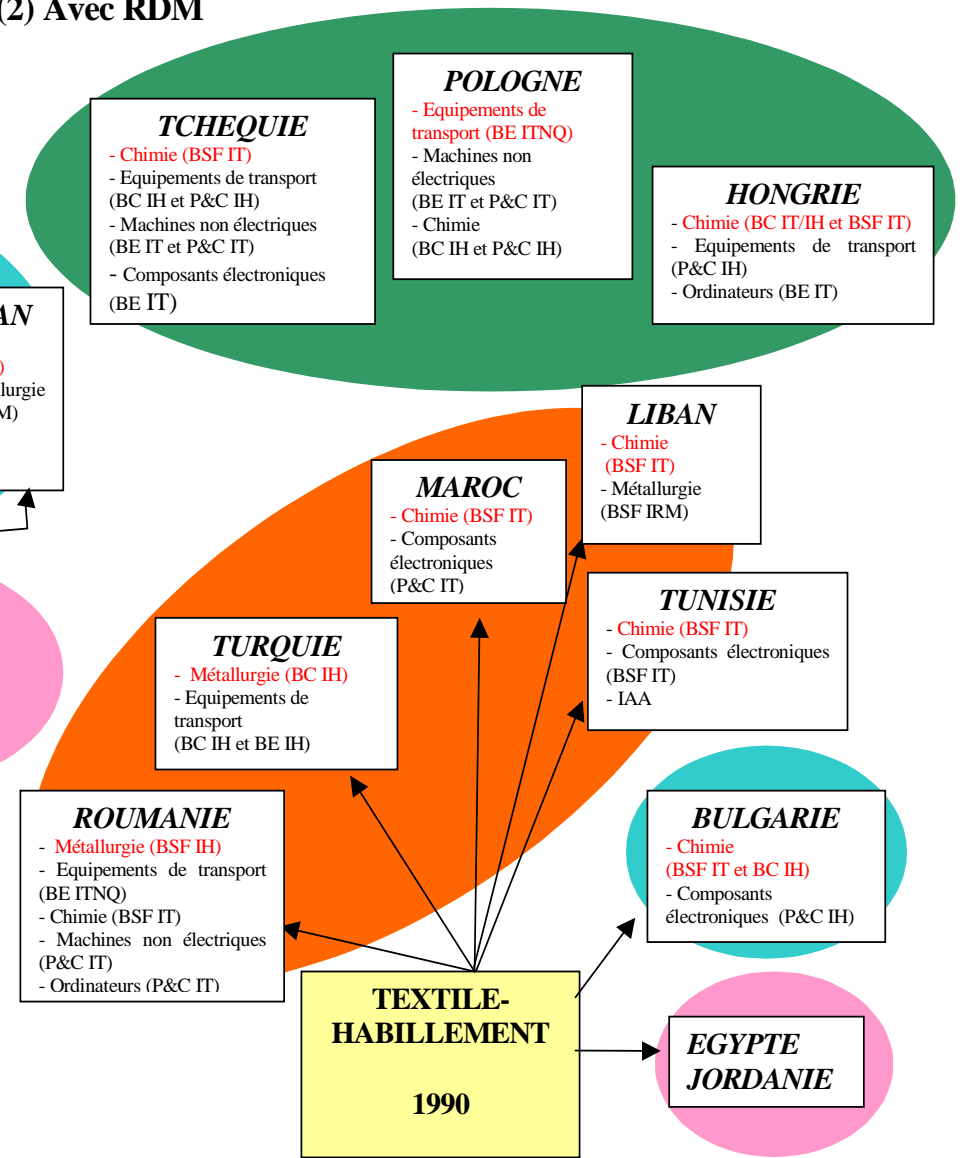 (2) Avec RDM
TCHEQUIE
- Chimie (BSF IT)
- Equipements de transport
(BC IH et P&C IH)
- Machines non électriques
(BE IT et P&C IT)
- Composants électroniques
(BE IT)
POLOGNE
- Equipements de
transport (BE ITNQ)
- Machines non
électriques
(BE IT et P&C IT)
- Chimie
(BC IH et P&C IH)
HONGRIE
- Chimie (BC IT/IH et BSF IT)
- Equipements de transport
(P&C IH)
- Ordinateurs (BE IT)
AN
)
lurgie
M)
LIBAN
- Chimie
(BSF IT)
- Métallurgie
(BSF IRM)
MAROC
- Chimie (BSF IT)
- Composants
électroniques
(P&C IT)
TUNISIE
- Chimie (BSF IT)
- Composants électroniques
(BSF IT)
- IAA
TURQUIE
- Métallurgie (BC IH)
- Equipements de
transport
(BC IH et BE IH)
ROUMANIE
- Métallurgie (BSF IH)
- Equipements de transport
(BE ITNQ)
- Chimie (BSF IT)
- Machines non électriques
(P&C IT)
- Ordinateurs (P&C IT)
BULGARIE
- Chimie
(BSF IT et BC IH)
- Composants
électroniques (P&C IH)
TEXTILE-
HABILLEMENT
1990
EGYPTE
JORDANIE